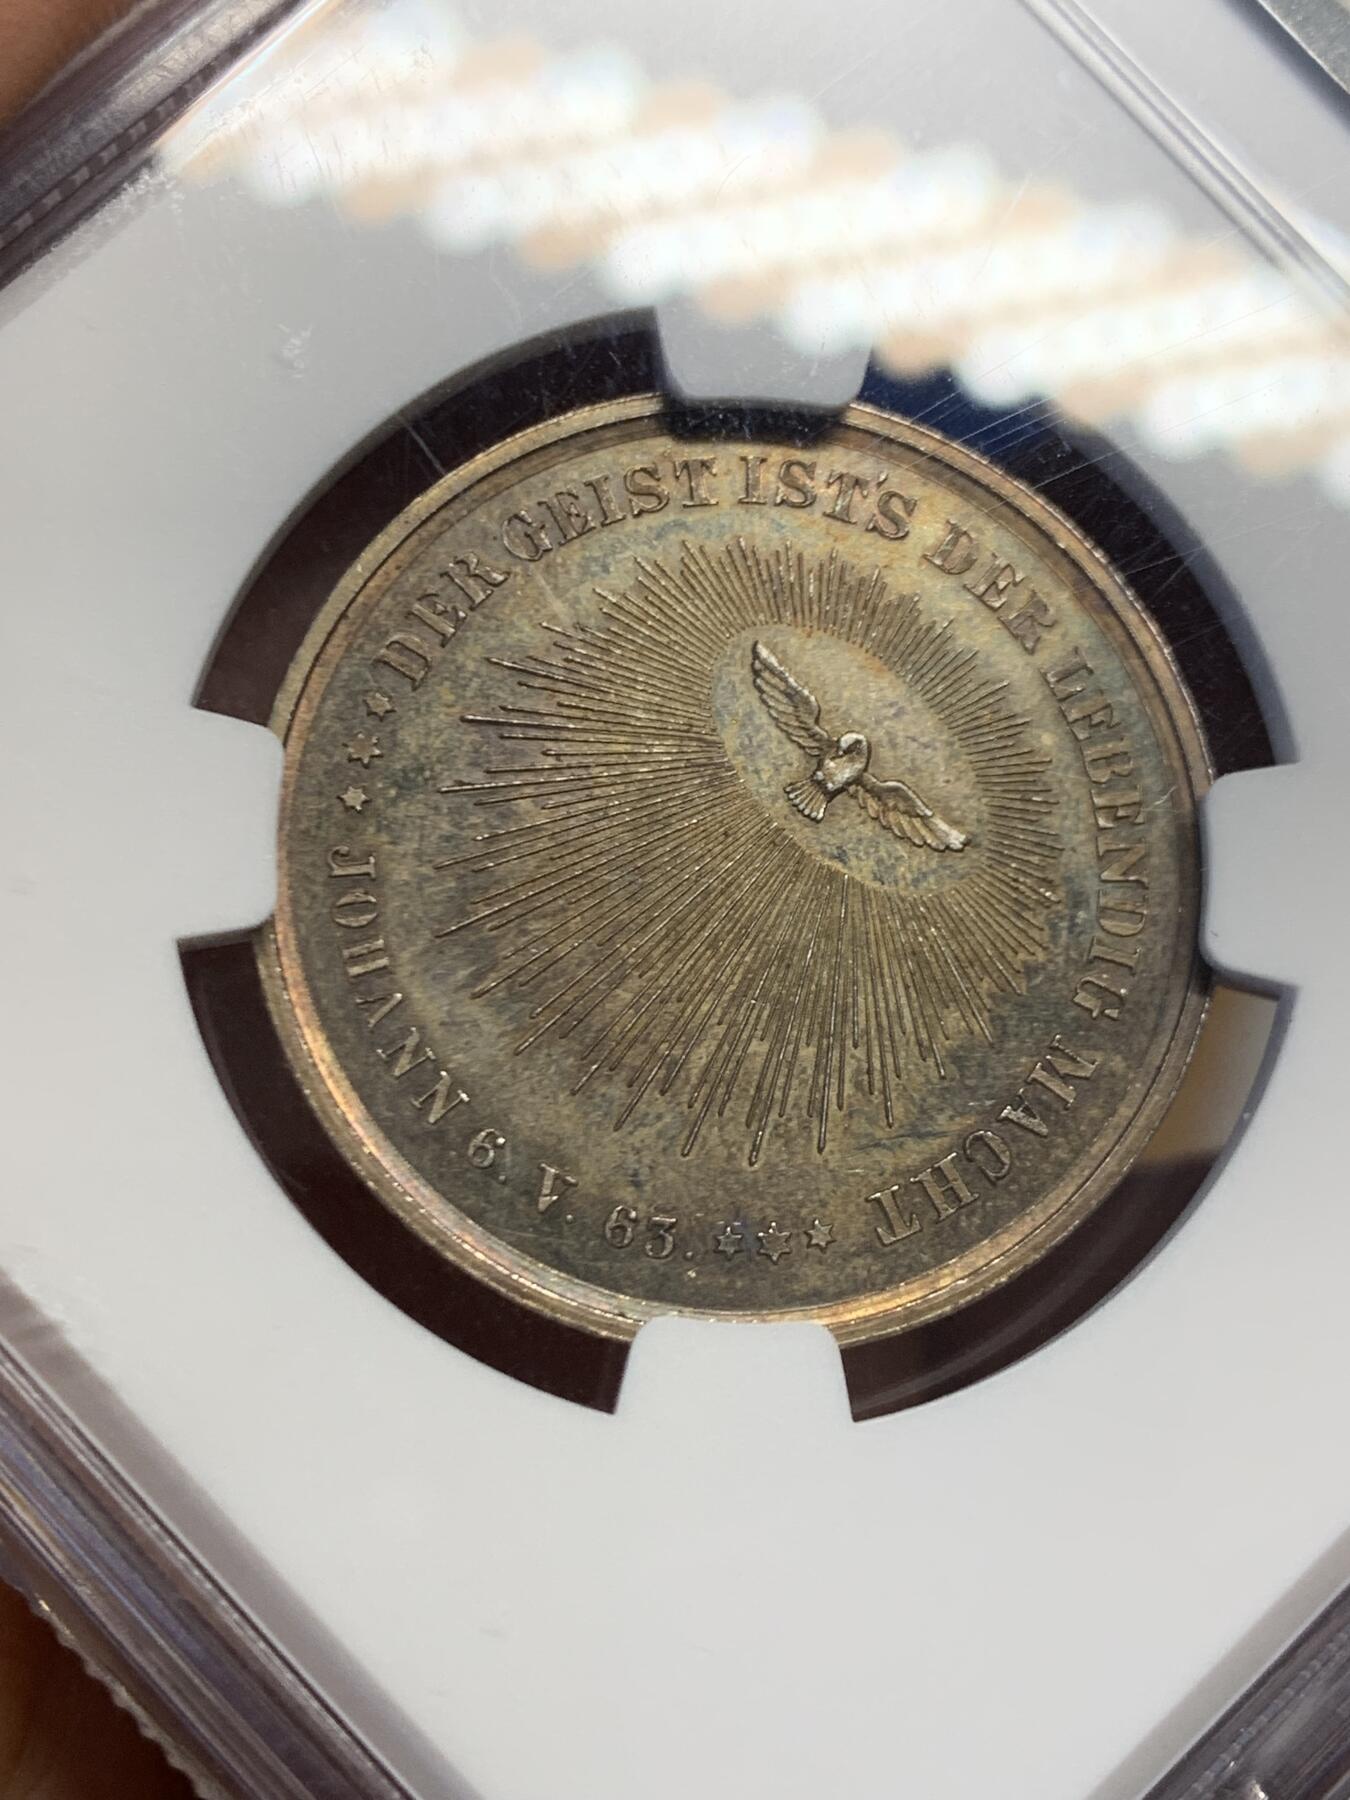 DER GEIST IST'S DER LEBENDIG MACHT
JOHANN 6. V. 63.